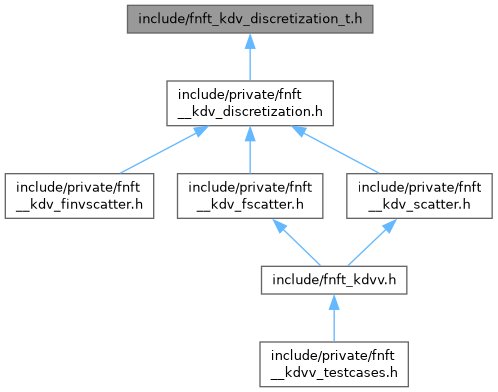 include/fnft_kdv_discretization_t.h
include/private/fnft
__kdv_discretization.h
include/private/fnft
__kdv_finvscatter.h
include/private/fnft
__kdv_fscatter.h
include/private/fnft
__kdv_scatter.h
include/fnft_kdvv.h
include/private/fnft
__kdvv_testcases.h